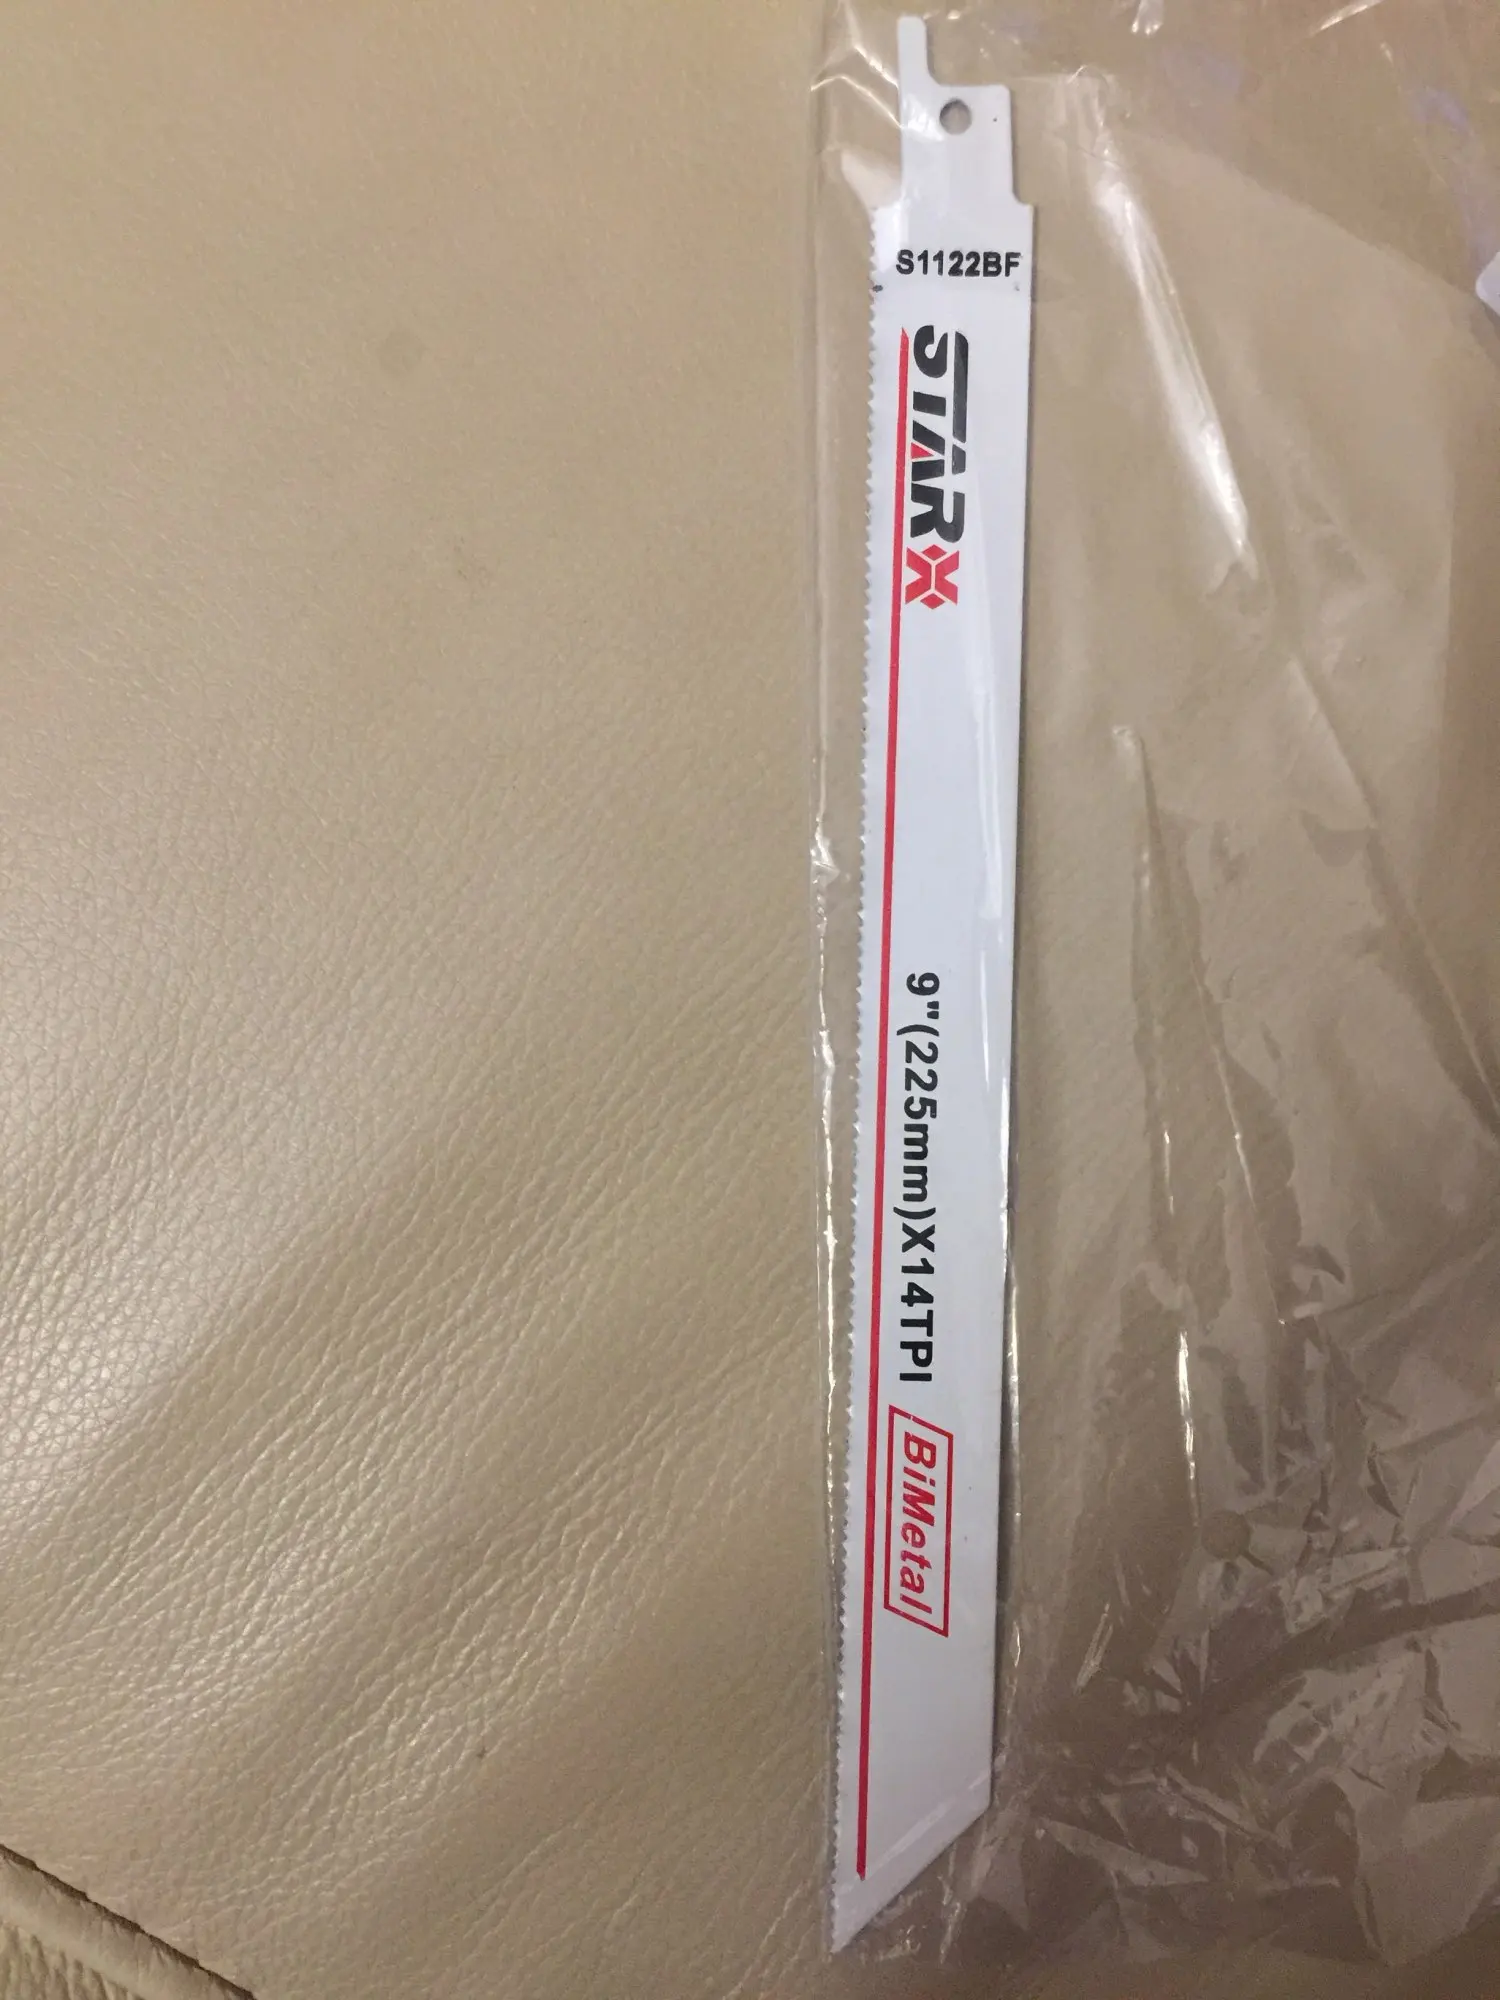 S1122BF
STARX
9"(225mm)X14TPI
BiMetal